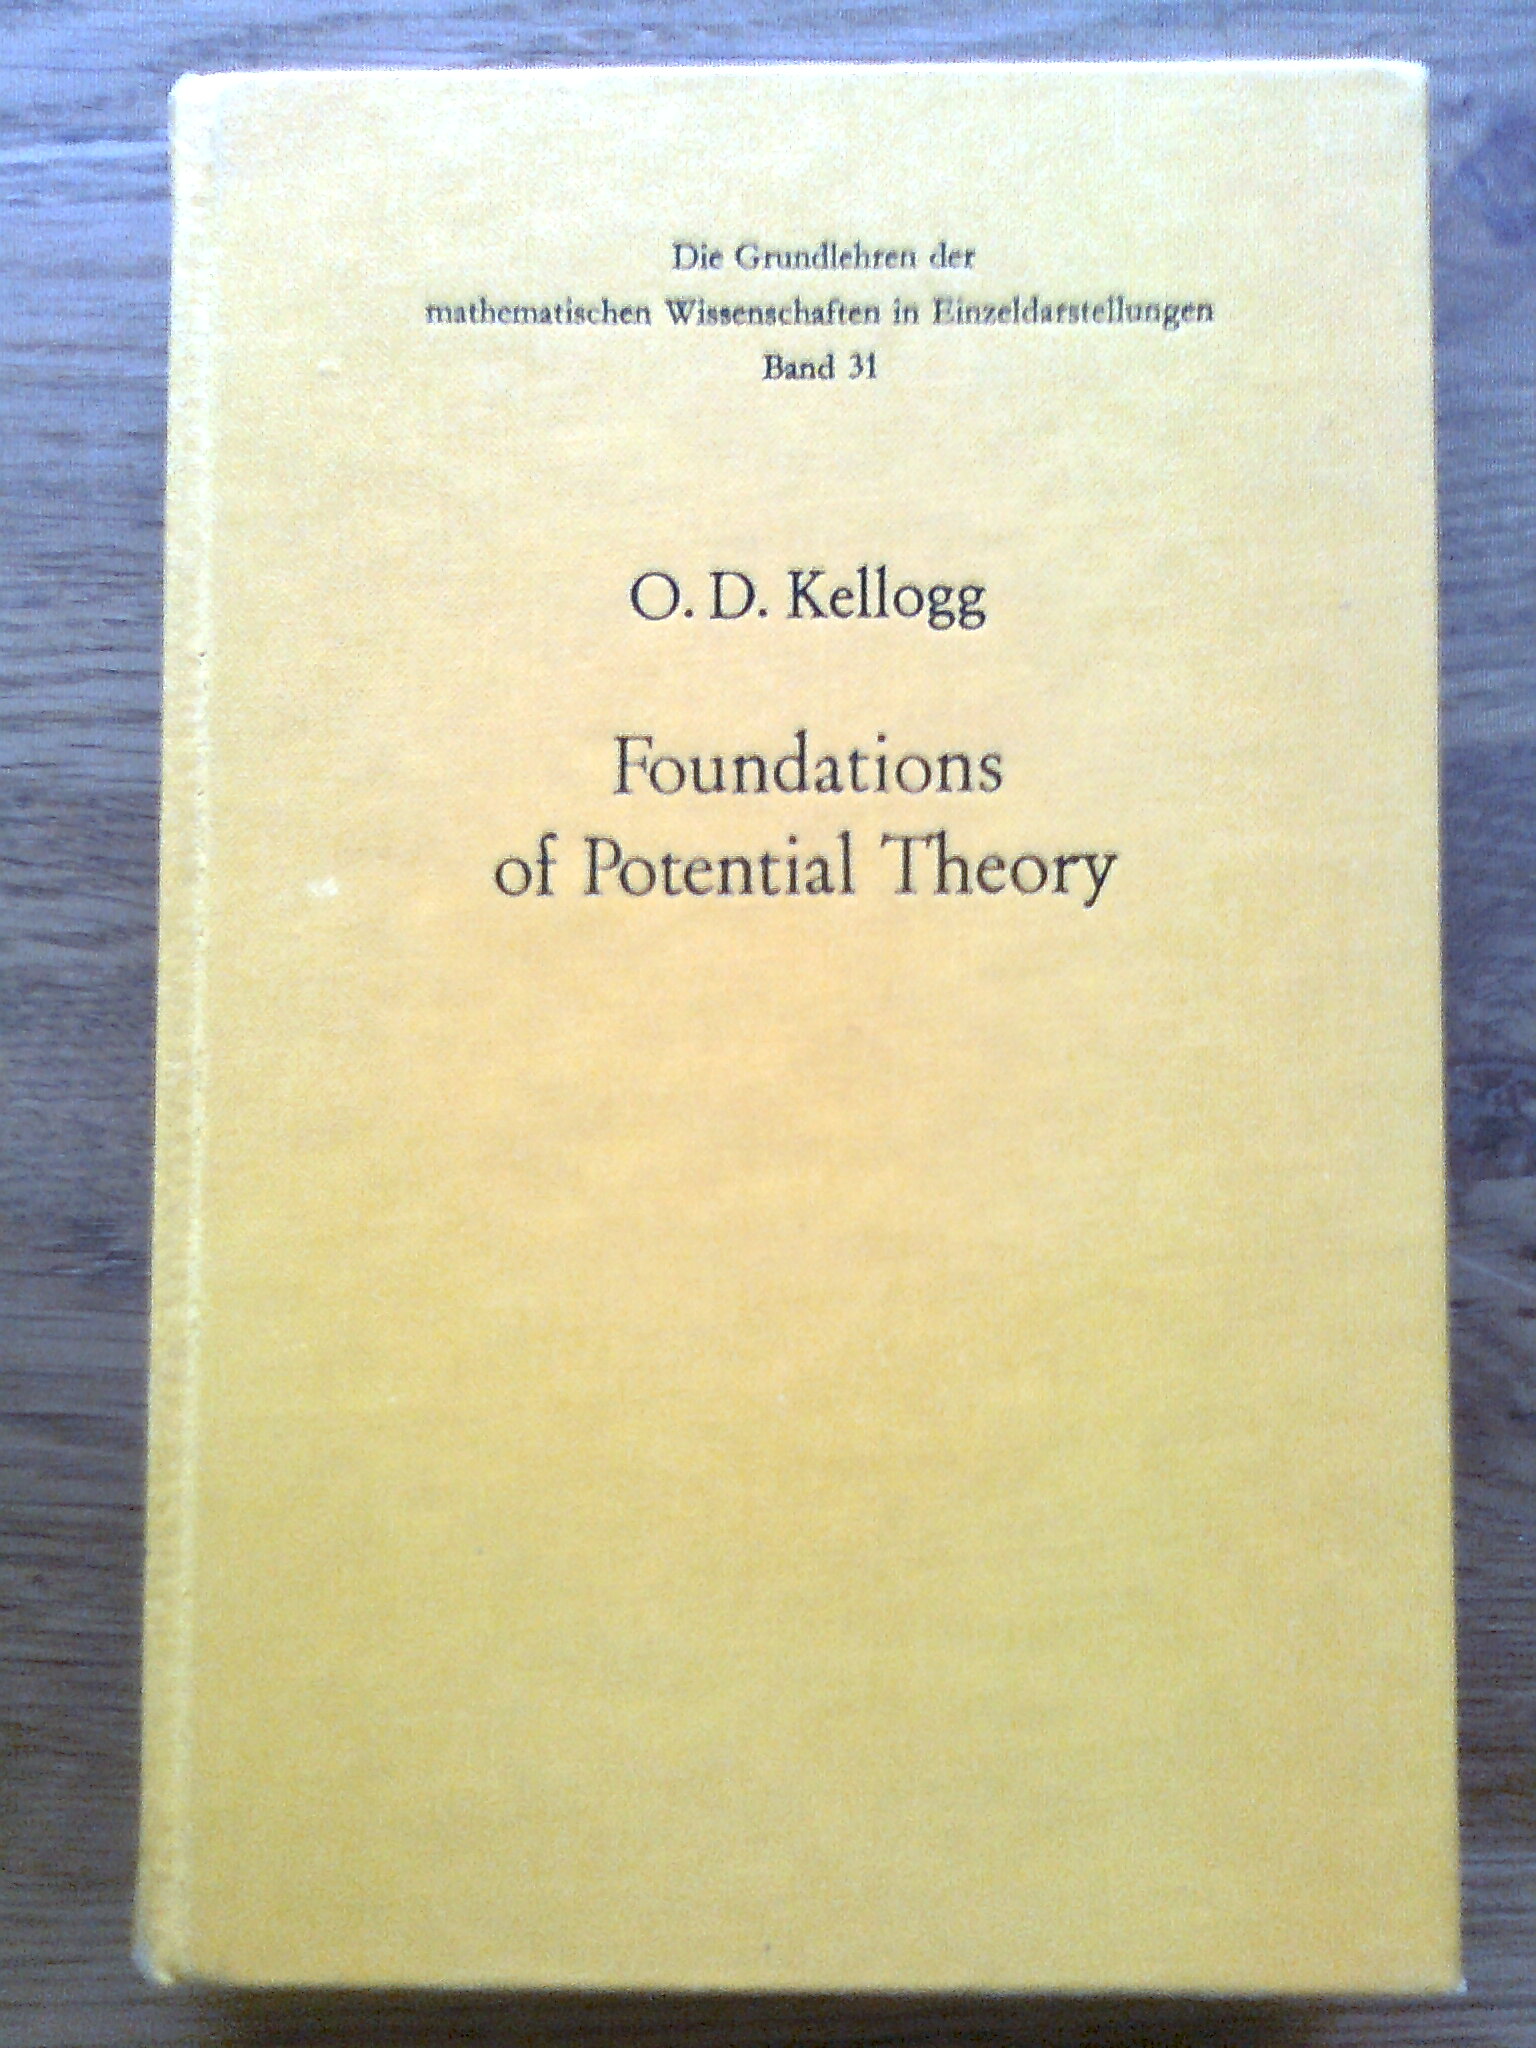 Die Grundlehren der
mathematischen Wissenschaften in Einzeldarstellungen
Band 31
O. D. Kellogg
Foundations
of Potential Theory